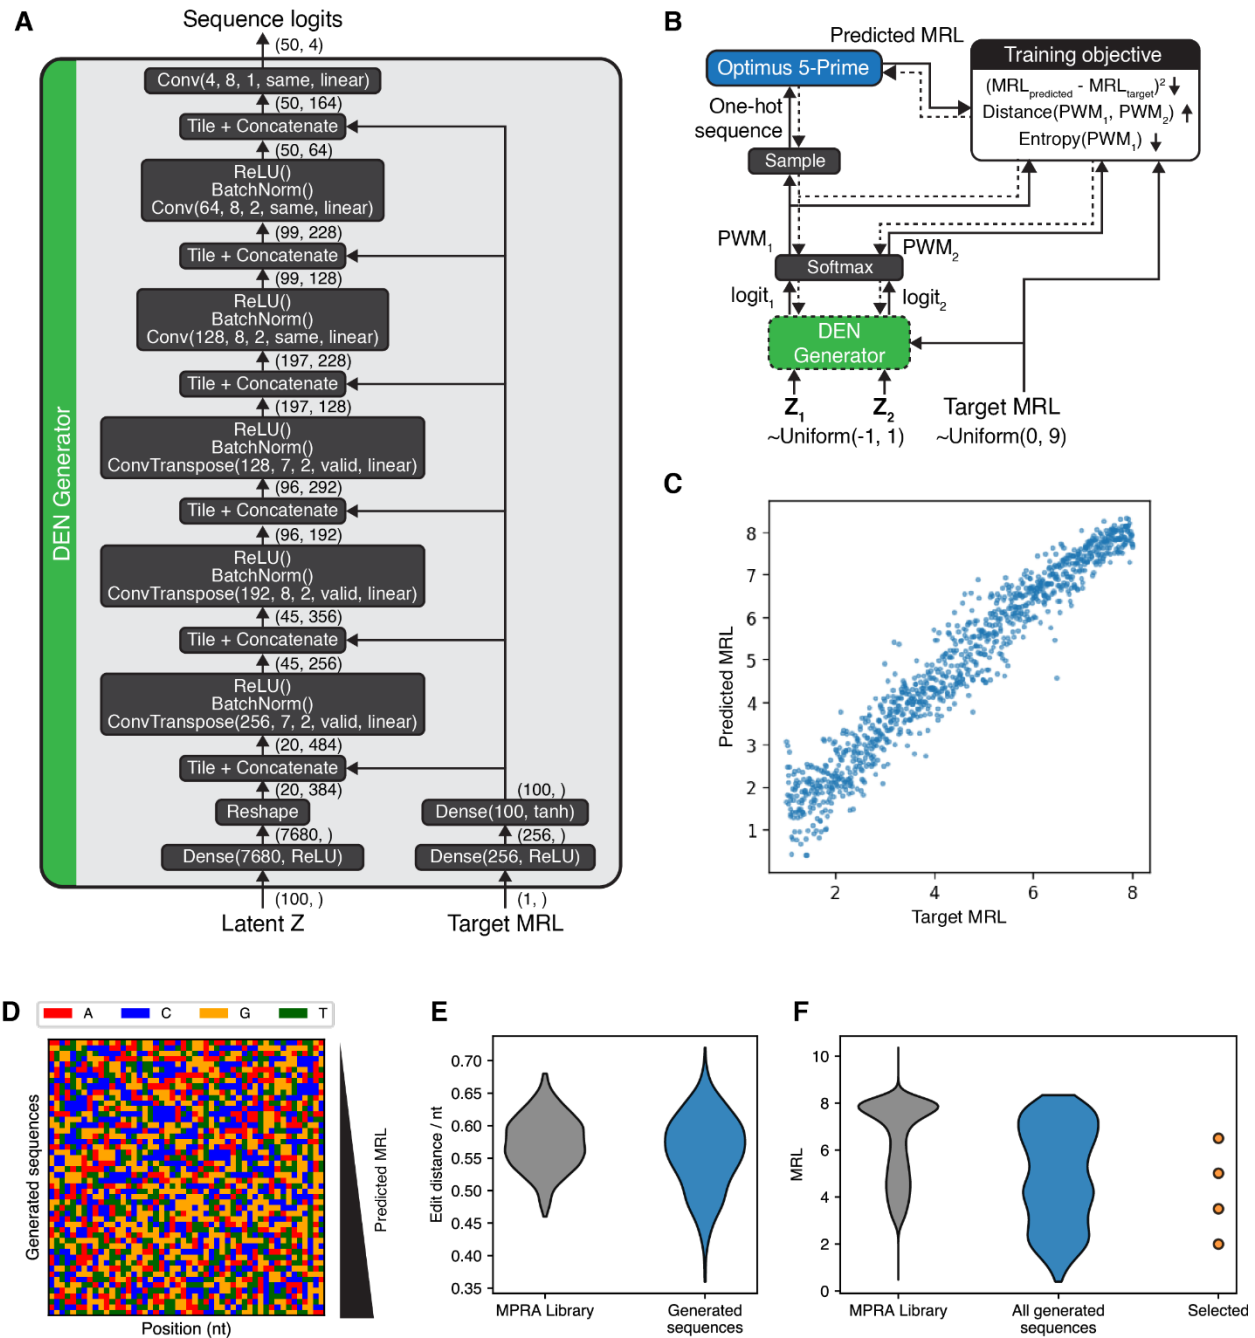 A
Sequence logits
(50, 4)
Conv(4, 8, 1, same, linear)
(50, 164)
Tile + Concatenate
(50, 64)
ReLU()
BatchNorm()
Conv(64, 8, 2, same, linear)
(99, 228)
Tile + Concatenate
(99, 128)
ReLU()
BatchNorm()
Conv(128, 8, 2, same, linear)
(197, 228)
Tile + Concatenate
(197, 128)
ReLU()
BatchNorm()
ConvTranspose(128, 7, 2, valid, linear)
(96, 292)
Tile + Concatenate
(96, 192)
ReLU()
BatchNorm()
ConvTranspose(192, 8, 2, valid, linear)
(45, 356)
Tile + Concatenate
(45, 256)
ReLU()
BatchNorm()
ConvTranspose(256, 7, 2, valid, linear)
(20, 484)
Tile + Concatenate
(20, 384)
(100, )
Reshape
Dense(100, tanh)
(7680, )
(256, )
Dense(7680, ReLU)
Dense(256, ReLU)
(100, )
(1, )
Latent Z
Target MRL
DEN Generator
B
Predicted MRL
Optimus 5-Prime
Training objective
(MRLpredicted - MRLtarget)²
Distance(PWM1, PWM2)
Entropy(PWM1)
One-hot
sequence
Sample
PWM1
PWM2
Softmax
logit1
logit2
DEN
Generator
Z1
Z2
Target MRL
~Uniform(-1, 1)
~Uniform(0, 9)
C
Predicted MRL
8
7
6
5
4
3
2
1
2
4
6
8
Target MRL
D
A
C
G
T
Generated sequences
Predicted MRL
Position (nt)
E
Edit distance / nt
0.70
0.65
0.60
0.55
0.50
0.45
0.40
0.35
MPRA Library
Generated
sequences
F
MRL
10
8
6
4
2
0
MPRA Library
All generated
sequences
Selected